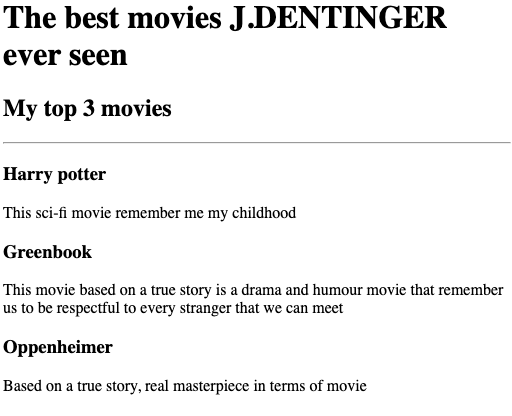 The best movies J.DENTINGER
ever seen
My top 3 movies
Harry potter
This sci-fi movie remember me my childhood
Greenbook
This movie based on a true story is a drama and humour movie that remember
us to be respectful to every stranger that we can meet
Oppenheimer
Based on a true story, real masterpiece in terms of movie